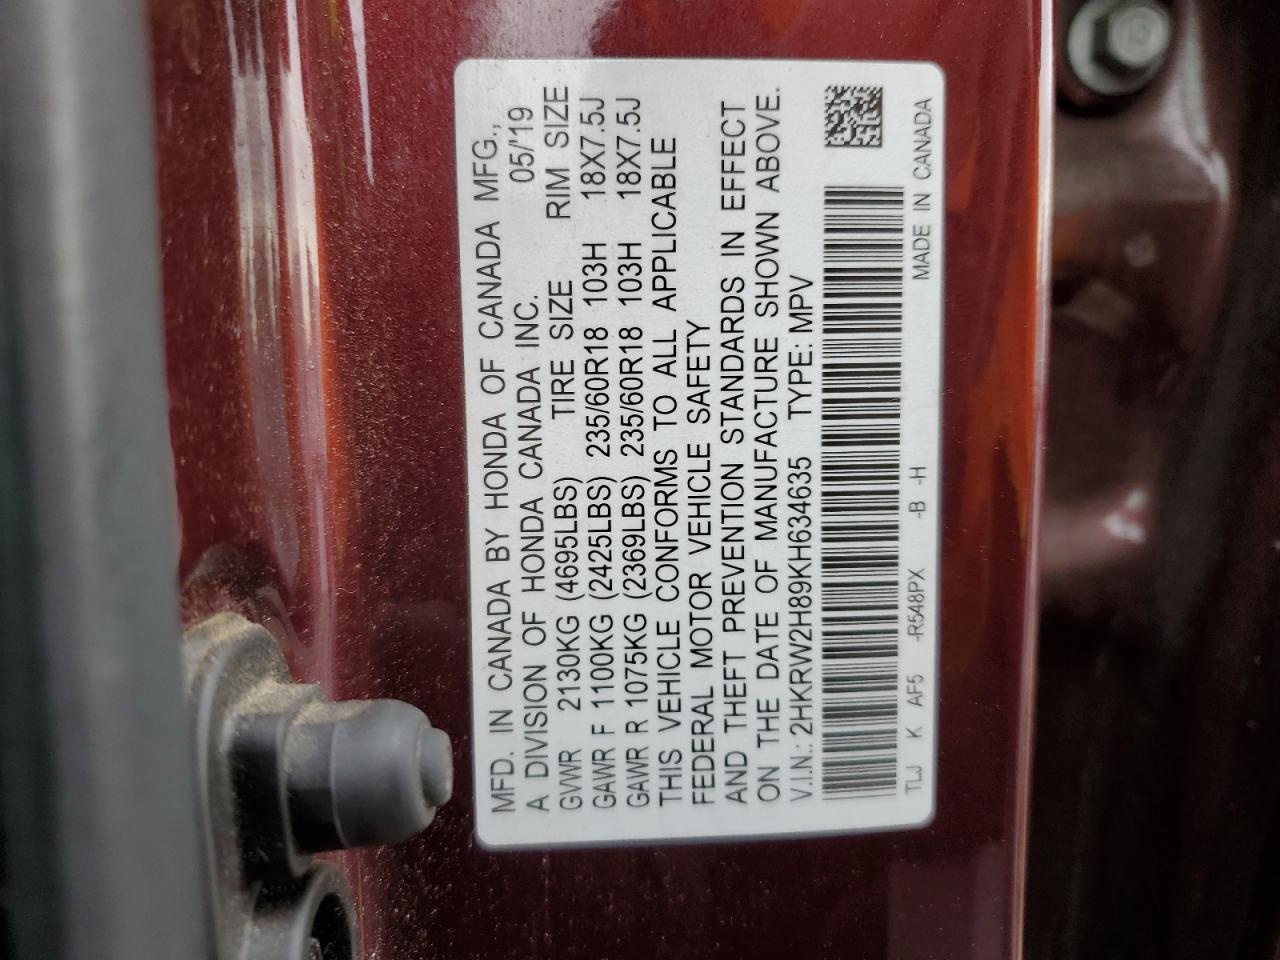 MFD. IN CANADA BY HONDA OF CANADA MFG.,
A DIVISION OF HONDA CANADA INC. 05/'19
GVWR 2130KG (4695LBS) TIRE SIZE RIM SIZE
GAWR F 1100KG (2425LBS) 235/60R18 103H 18X7.5J
GAWR R 1075KG (2369LBS) 235/60R18 103H 18X7.5J
THIS VEHICLE CONFORMS TO ALL APPLICABLE
FEDERAL MOTOR VEHICLE SAFETY
AND THEFT PREVENTION STANDARDS IN EFFECT
ON THE DATE OF MANUFACTURE SHOWN ABOVE.
V.I.N.: 2HKRW2H89KH634635 TYPE: MPV
TLJ K AF5 -R548PX -B -H MADE IN CANADA